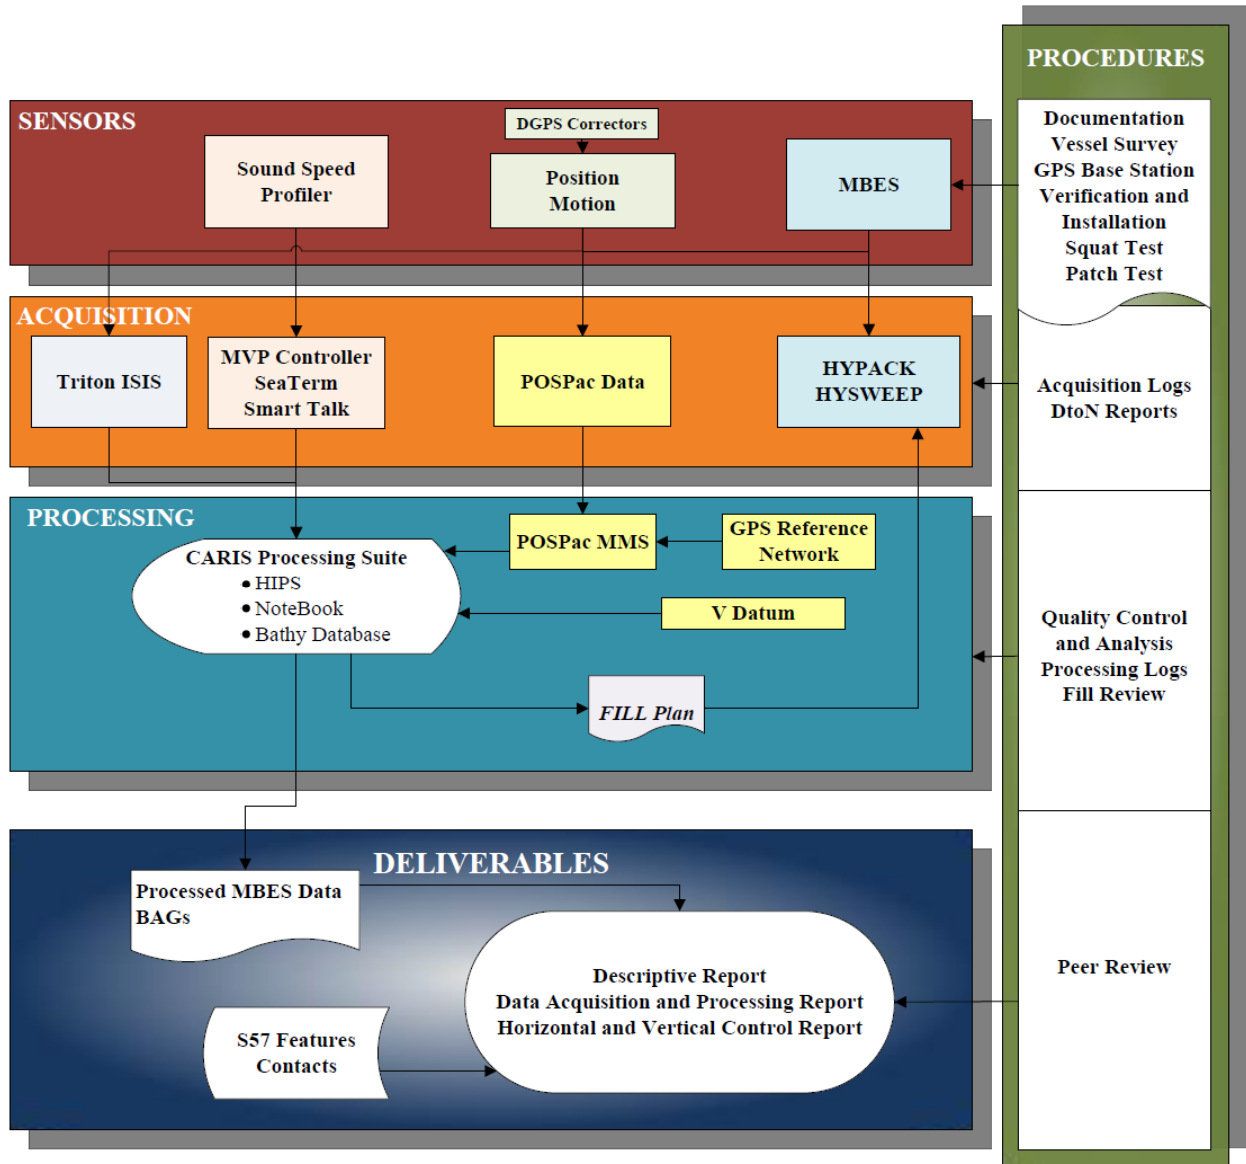 PROCEDURES
Documentation
Vessel Survey
GPS Base Station
Verification and
Installation
Squat Test
Patch Test
Acquisition Logs
DtoN Reports
Quality Control
and Analysis
Processing Logs
Fill Review
Peer Review
SENSORS
Sound Speed
Profiler
DGPS Correctors
Position
Motion
MBES
ACQUISITION
Triton ISIS
MVP Controller
SeaTerm
Smart Talk
POSPac Data
HYPACK
HYSWEEP
PROCESSING
CARIS Processing Suite
● HIPS
● NoteBook
● Bathy Database
POSPac MMS
GPS Reference
Network
V Datum
FILL Plan
DELIVERABLES
Processed MBES Data
BAGs
Descriptive Report
Data Acquisition and Processing Report
Horizontal and Vertical Control Report
S57 Features
Contacts